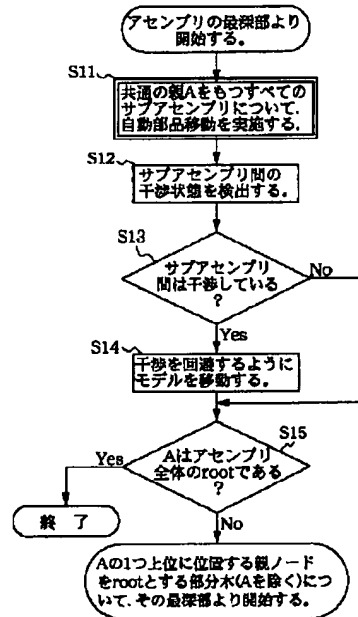 アセンブリの最深部より
開始する。
S11
共通の親Aをもつすべての
サブアセンブリについて、
自動部品移動を実施する。
S12
サブアセンブリ間の
干渉状態を検出する。
S13
サブアセンブリ
間は干渉している
?
No
Yes
S14
干渉を回避するように
モデルを移動する。
S15
Aはアセンブリ
全体のrootである
?
Yes
終 了
No
Aの1つ上位に位置する親ノード
をrootとする部分木(Aを除く)につ
いて、その最深部より開始する。